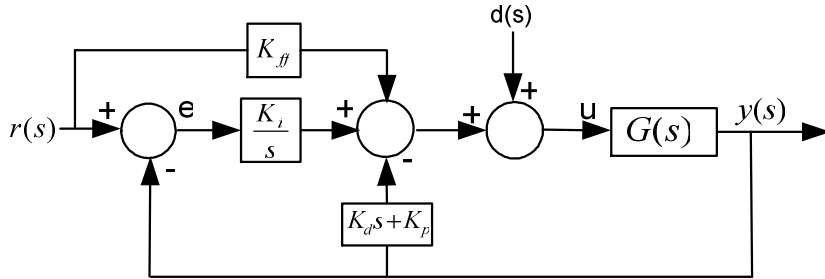 d(s)
K_ff
+
+ e + + u y(s)
r(s) K_i/s G(s)
- -
K_d s+K_p